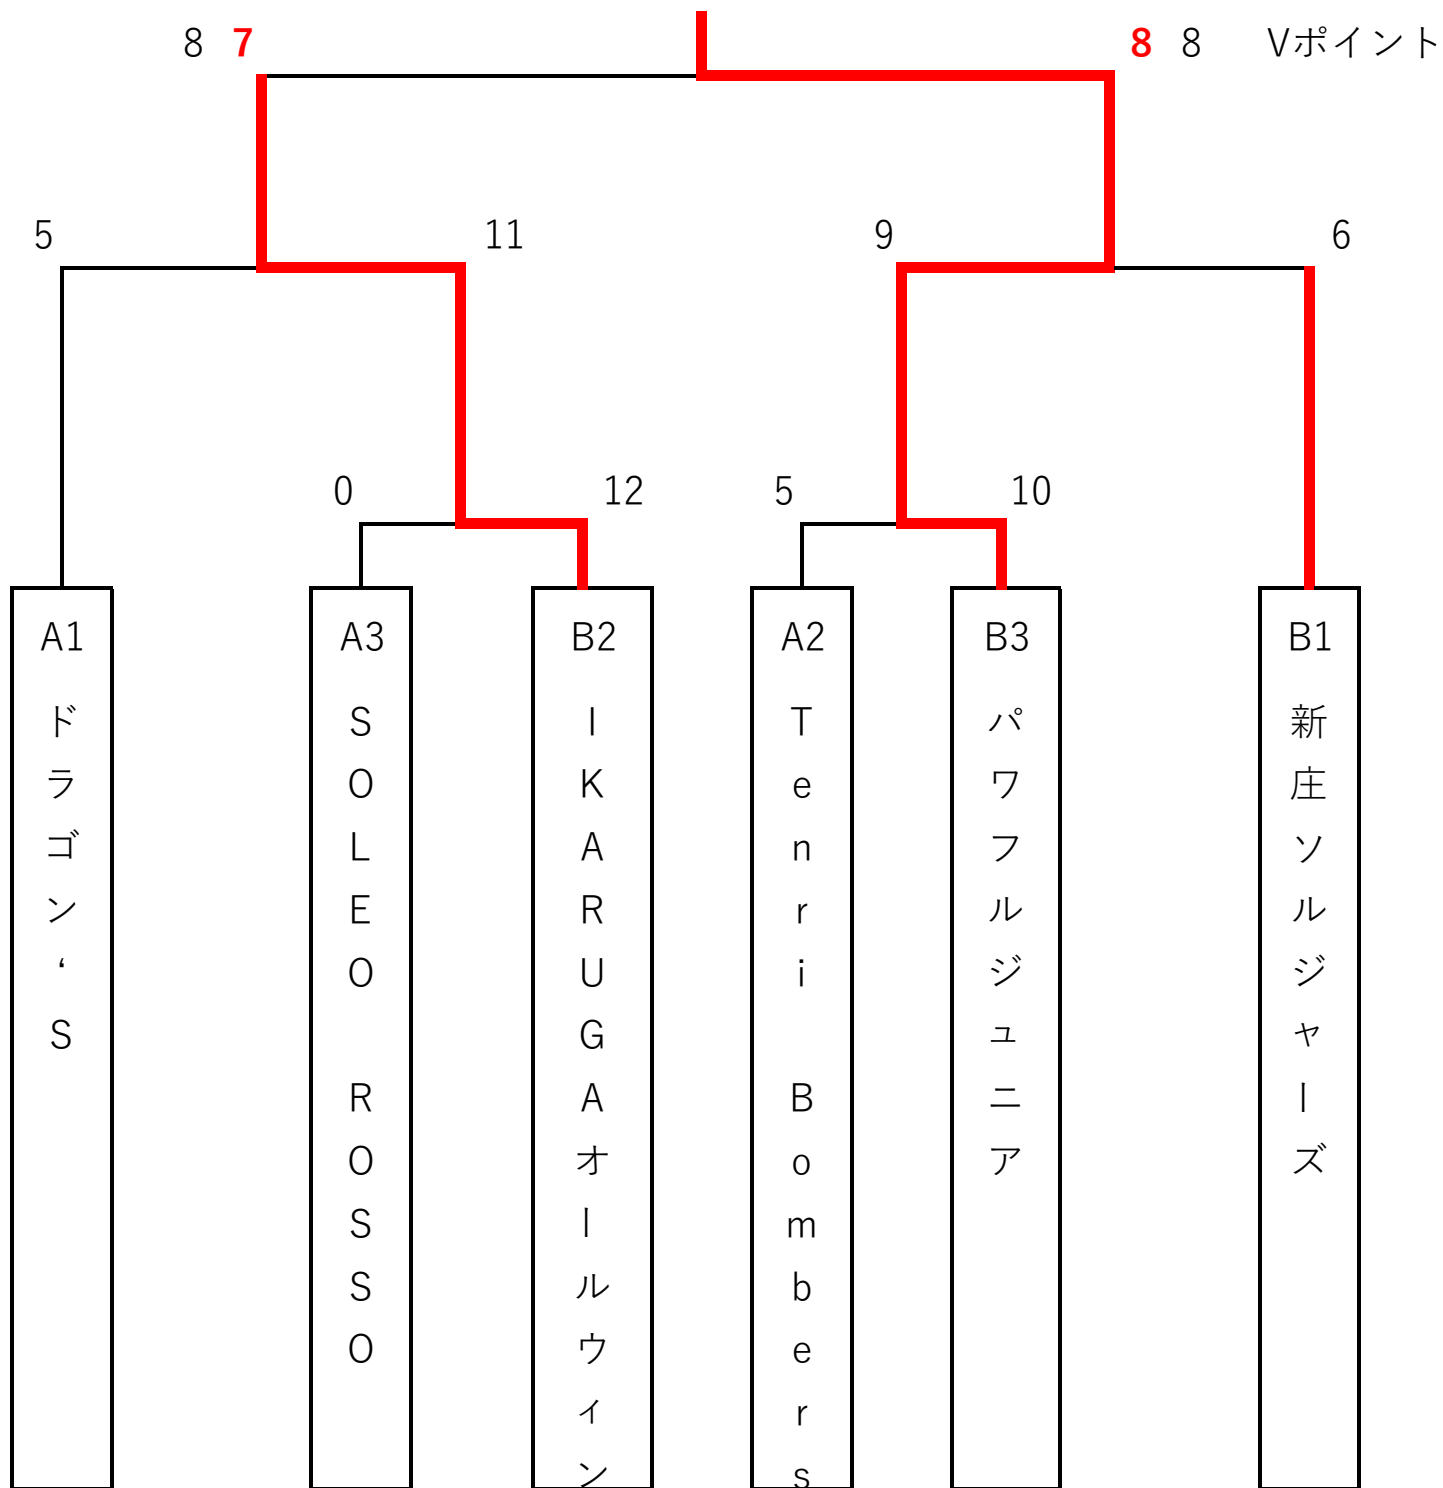 8 7 8 8 Vポイント
5 11 9 6
0 12 5 10
A1 A3 B2 A2 B3 B1
ドラゴン‘S
SOLEO ROSSO
IKARUGAオールウィン
Tenri Bombers
パワフルジュニア
新庄ソルジャーズ